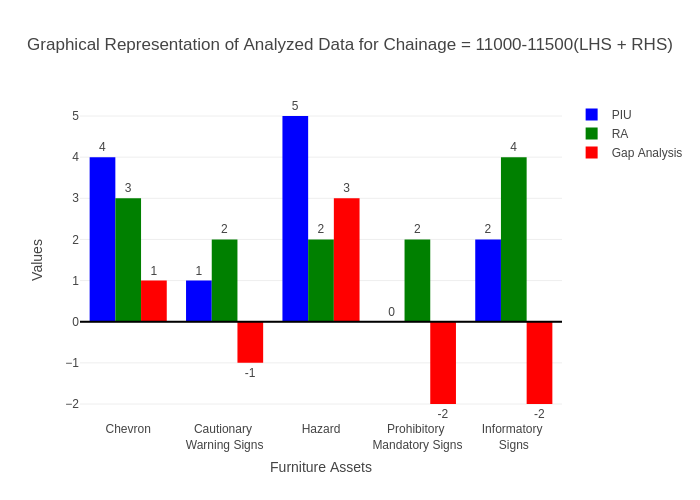 Graphical Representation of Analyzed Data for Chainage = 11000-11500(LHS + RHS)
PIU
RA
Gap Analysis
Values
5
4
3
2
1
0
−1
−2
4
3
1
1
2
-1
5
2
3
0
2
-2
2
4
-2
Chevron
Cautionary
Warning Signs
Hazard
Prohibitory
Mandatory Signs
Informatory
Signs
Furniture Assets